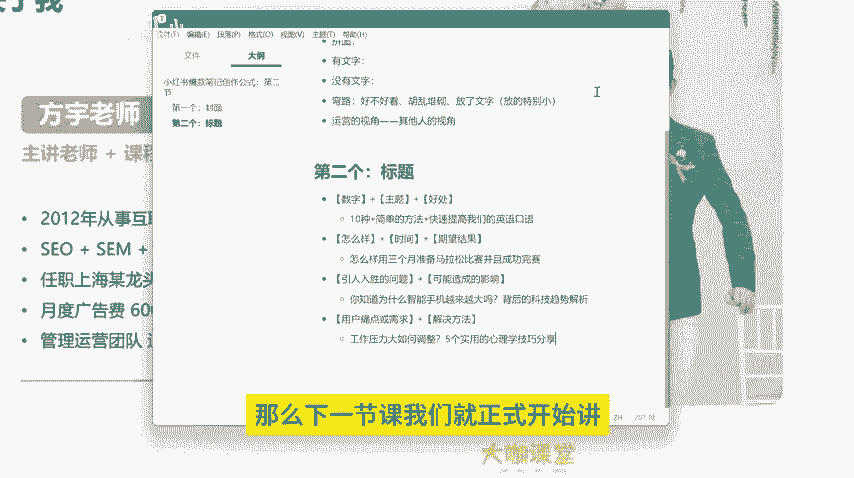 方宇老师
主讲老师 + 课程
2012年从事互联
SEO + SEM +
任职上海某龙头
月度广告费 600
管理运营团队
文件(F) 编辑(E) 段落(P) 格式(O) 视图(V) 主题(T) 帮助(H)
文件 大纲
小红书爆款笔记创作公式：第二
节
第一个：封面
第二个：标题
拼图：
有文字：
没有文字：
弯路：好不好看、胡乱堆砌、放了文字（放的特别小）
运营的视角——其他人的视角
第二个：标题
【数字】+【主题】+【好处】
10种+简单的方法+快速提高我们的英语口语
【怎么样】+【时间】+【期望结果】
怎么样用三个月准备马拉松比赛并且成功完赛
【引人入胜的问题】+【可能造成的影响】
你知道为什么智能手机越来越大吗？背后的科技趋势解析
【用户痛点或需求】+【解决方法】
工作压力大如何调整？5个实用的心理学技巧分享
那么下一节课我们就正式开始讲
大咖课堂